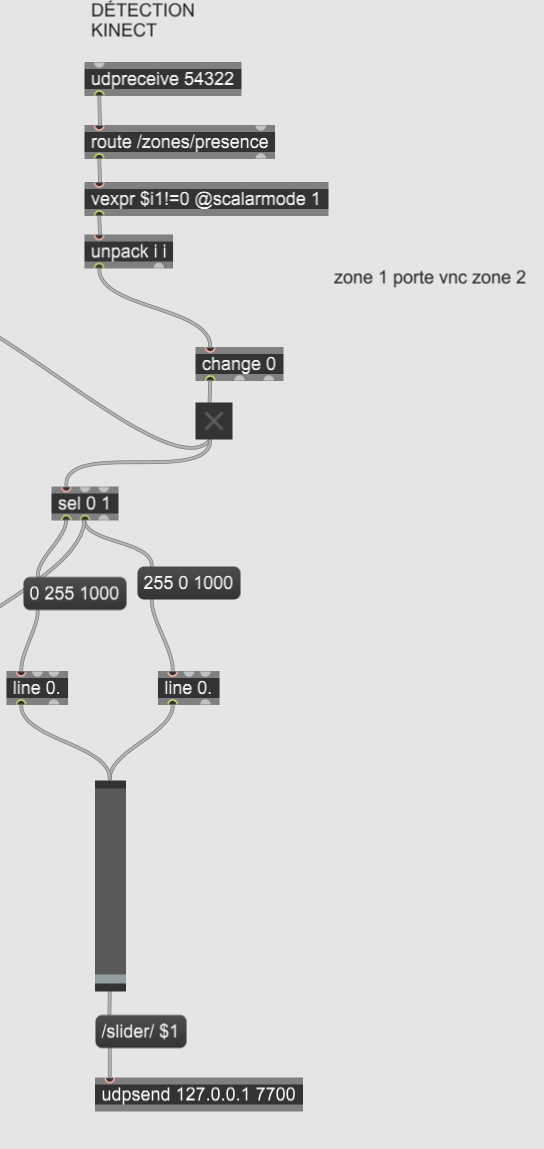 DÉTECTION
KINECT
udpreceive 54322
route /zones/presence
vexpr $i1!=0 @scalarmode 1
unpack i i
zone 1 porte vnc zone 2
change 0
sel 0 1
0 255 1000
255 0 1000
line 0.
line 0.
/slider/ $1
udpsend 127.0.0.1 7700